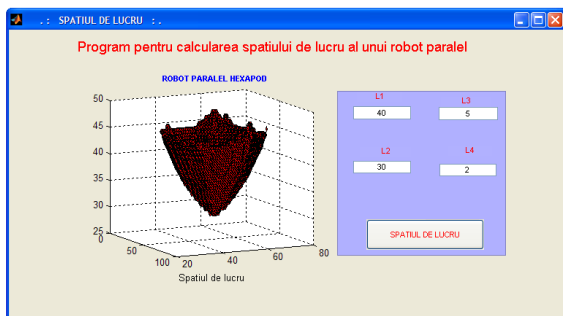 .: SPATIUL DE LUCRU :.
Program pentru calcularea spatiului de lucru al unui robot paralel
ROBOT PARALEL HEXAPOD
50
45
40
35
30
25
0
50
100
20
40
60
80
Spatiul de lucru
L1
40
L3
5
L2
30
L4
2
SPATIUL DE LUCRU